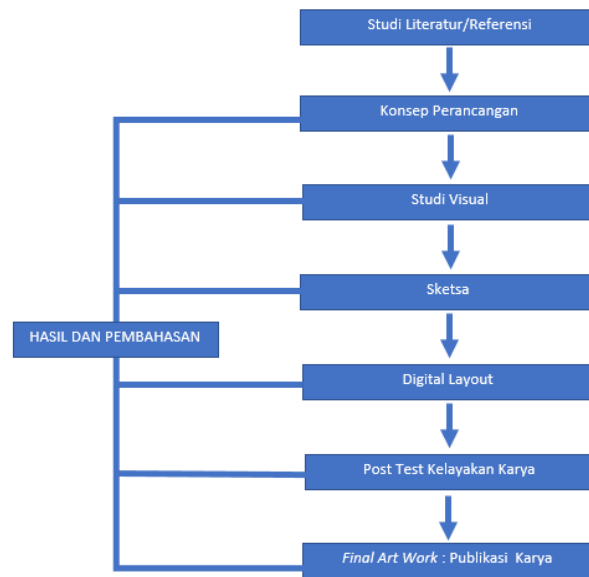 Studi Literatur/Referensi
Konsep Perancangan
Studi Visual
Sketsa
HASIL DAN PEMBAHASAN
Digital Layout
Post Test Kelayakan Karya
Final Art Work : Publikasi Karya